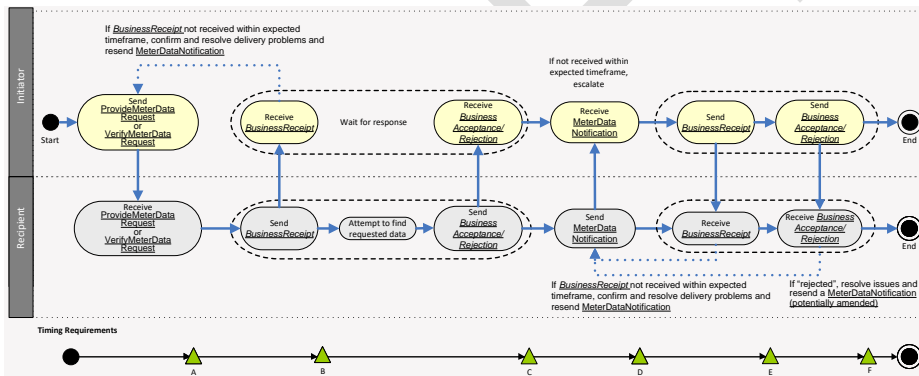 Initiator
If BusinessReceipt not received within expected
timeframe, confirm and resolve delivery problems and
resend MeterDataNotification
If not received within
expected timeframe,
escalate
Start
Send
ProvideMeterData
Request
or
VerifyMeterData
Request
Receive
BusinessReceipt
Wait for response
Receive
Business
Acceptance/
Rejection
Receive
MeterData
Notification
Send
BusinessReceipt
Send
Business
Acceptance/
Rejection
End
Recipient
Receive
ProvideMeterData
Request
or
VerifyMeterData
Request
Send
BusinessReceipt
Attempt to find
requested data
Send
Business
Acceptance/
Rejection
Send
MeterData
Notification
Receive
BusinessReceipt
Receive Business
Acceptance/
Rejection
End
If BusinessReceipt not received within expected
timeframe, confirm and resolve delivery problems and
resend MeterDataNotification
If “rejected”, resolve issues and
resend a MeterDataNotification
(potentially amended)
Timing Requirements
A
B
C
D
E
F